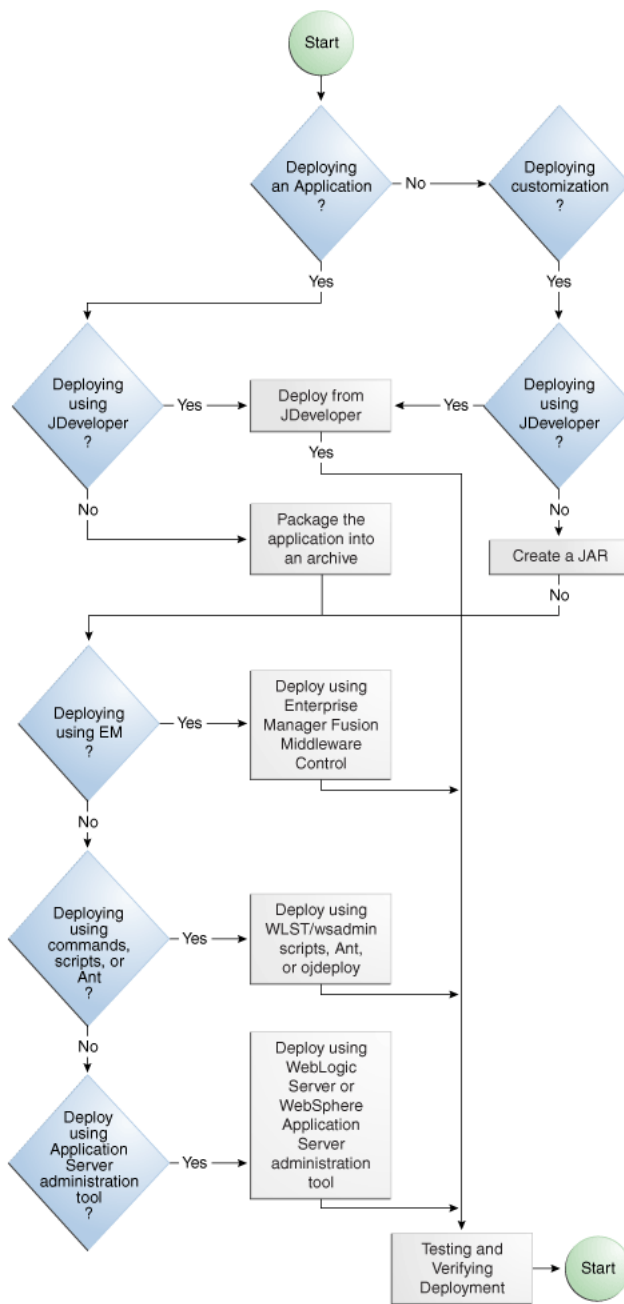 Start
Deploying
an Application
?
No
Deploying
customization
?
Yes
Yes
Deploying
using
JDeveloper
?
Yes
Deploy from
JDeveloper
Yes
Deploying
using
JDeveloper
?
Yes
No
No
Package the
application into
an archive
Create a JAR
No
Deploying
using EM
?
Yes
Deploy using
Enterprise
Manager Fusion
Middleware
Control
No
Deploying
using
commands,
scripts, or
Ant
?
Yes
Deploy using
WLST/wsadmin
scripts, Ant,
or ojdeploy
No
Deploy
using
Application
Server
administration
tool
?
Yes
Deploy using
WebLogic
Server or
WebSphere
Application
Server
administration
tool
Testing and
Verifying
Deployment
Start